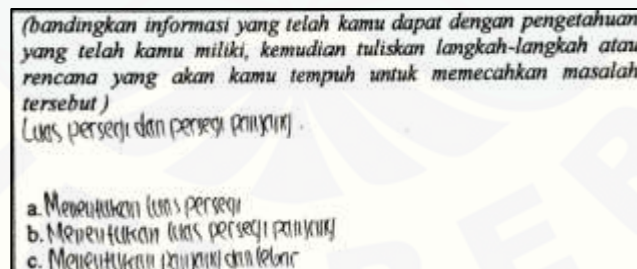 (bandingkan informasi yang telah kamu dapat dengan pengetahuan
yang telah kamu miliki, kemudian tuliskan langkah-langkah atau
rencana yang akan kamu tempuh untuk memecahkan masalah
tersebut )
Luas persegi dan persegi panjang .
a. Menentukan luas persegi
b. Menentukan luas persegi panjang
c. Menentukan panjang dan lebar